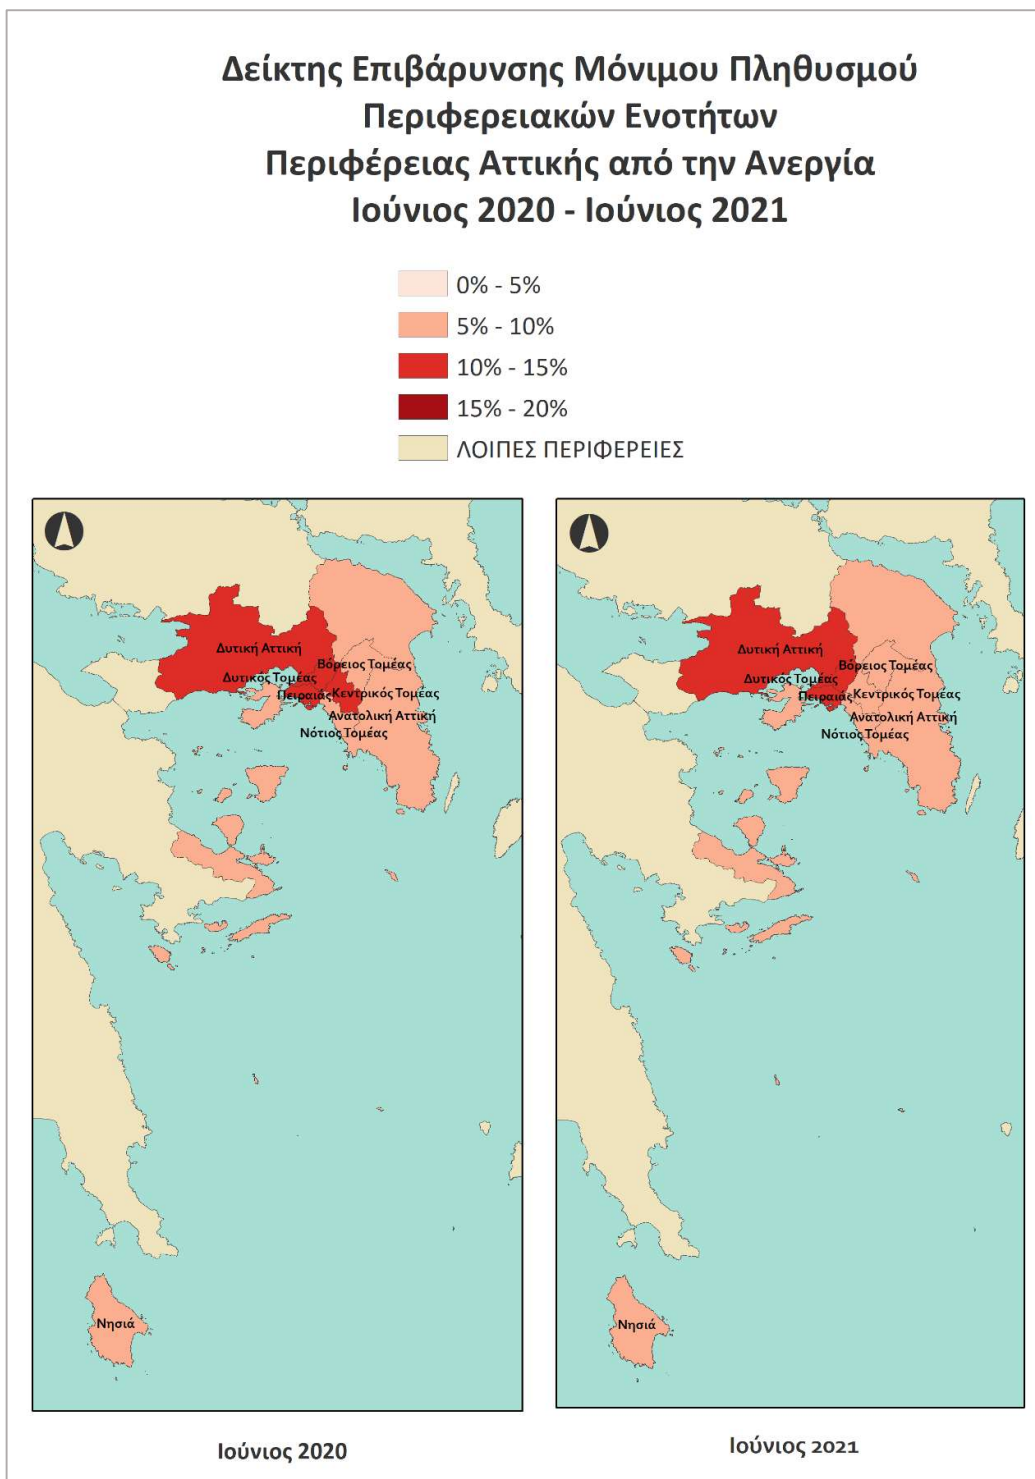 Δείκτης Επιβάρυνσης Μόνιμου Πληθυσμού
Περιφερειακών Ενοτήτων
Περιφέρειας Αττικής από την Ανεργία
Ιούνιος 2020 - Ιούνιος 2021
0% - 5%
5% - 10%
10% - 15%
15% - 20%
ΛΟΙΠΕΣ ΠΕΡΙΦΕΡΕΙΕΣ
Δυτική Αττική
Βόρειος Τομέας
Δυτικός Τομέας
Πειραιάς
Κεντρικός Τομέας
Ανατολική Αττική
Νότιος Τομέας
Νησιά
Ιούνιος 2020
Δυτική Αττική
Βόρειος Τομέας
Δυτικός Τομέας
Πειραιάς
Κεντρικός Τομέας
Ανατολική Αττική
Νότιος Τομέας
Νησιά
Ιούνιος 2021